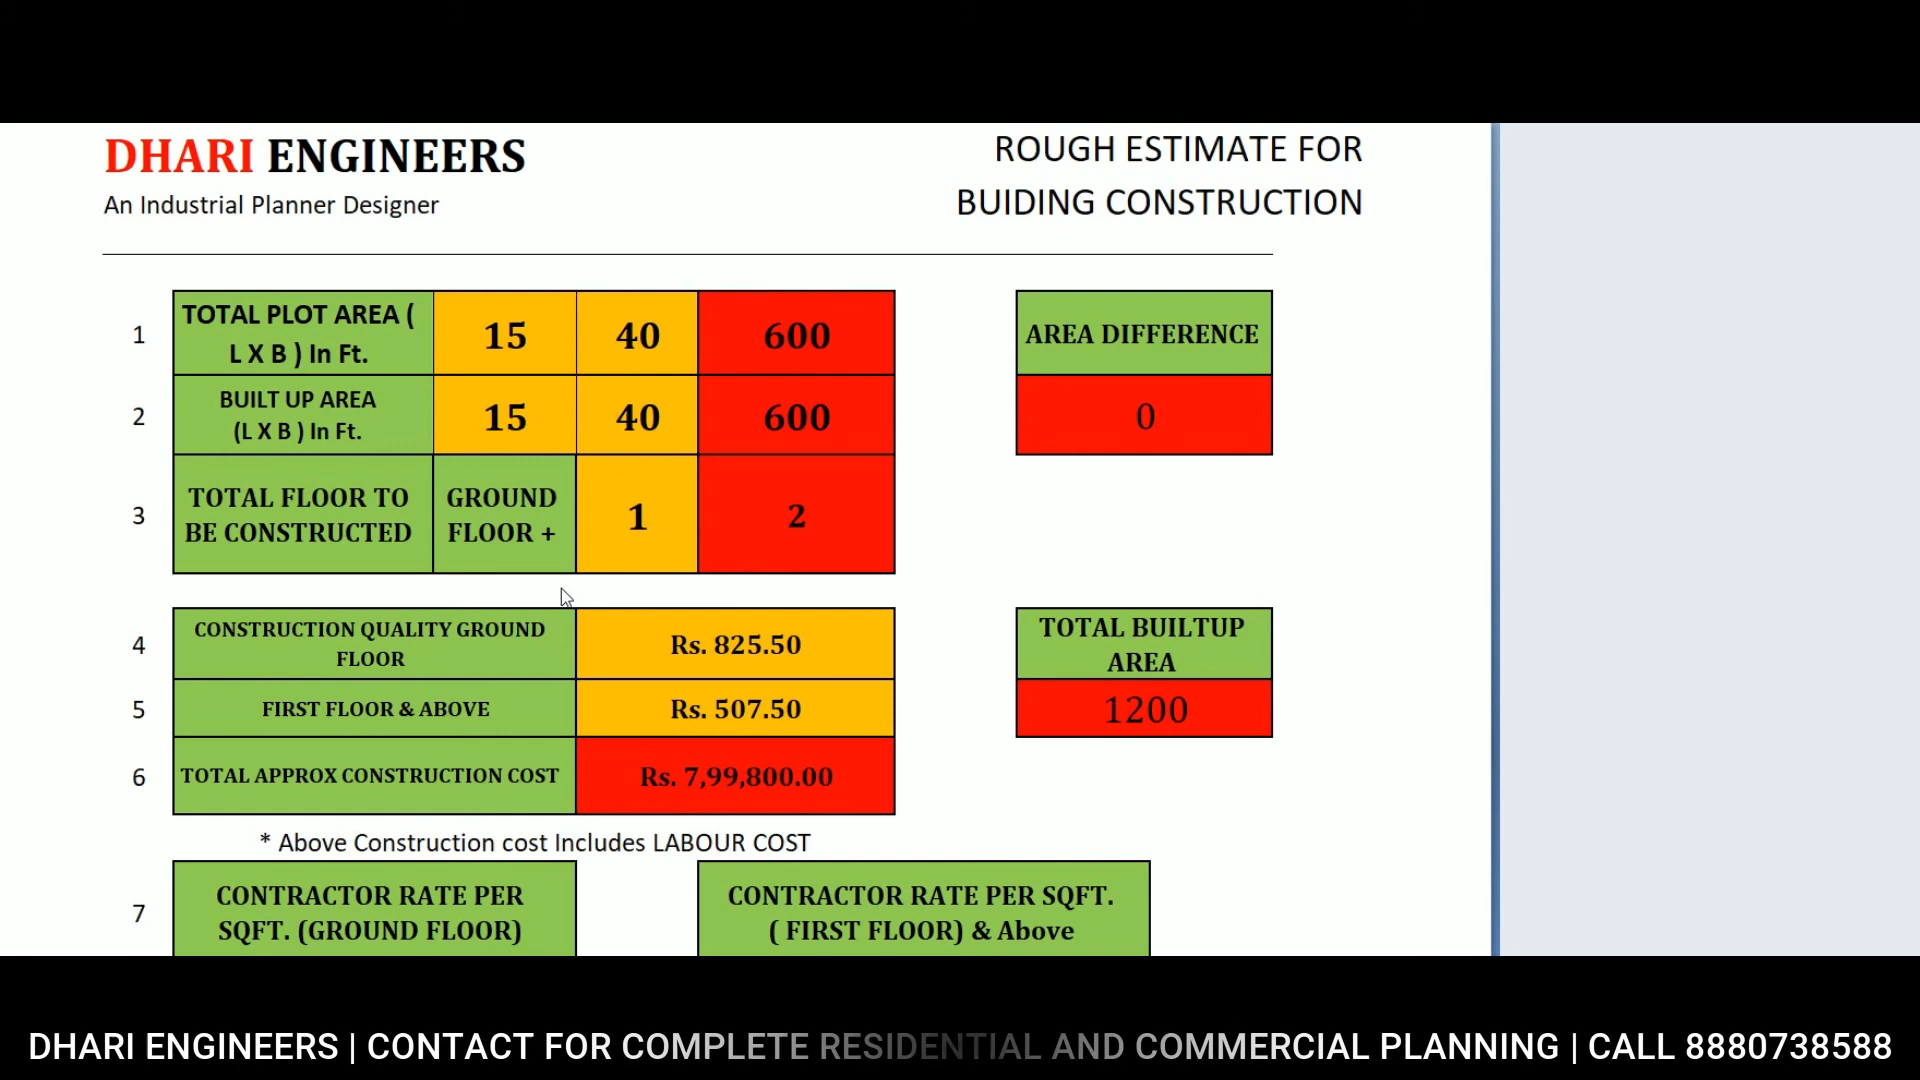 DHARI ENGINEERS
An Industrial Planner Designer
ROUGH ESTIMATE FOR
BUIDING CONSTRUCTION
1
TOTAL PLOT AREA (
L X B ) In Ft.
15
40
600
AREA DIFFERENCE
2
BUILT UP AREA
(L X B ) In Ft.
15
40
600
0
3
TOTAL FLOOR TO
BE CONSTRUCTED
GROUND
FLOOR +
1
2
4
CONSTRUCTION QUALITY GROUND
FLOOR
Rs. 825.50
TOTAL BUILTUP
AREA
5
FIRST FLOOR & ABOVE
Rs. 507.50
1200
6
TOTAL APPROX CONSTRUCTION COST
Rs. 7,99,800.00
* Above Construction cost Includes LABOUR COST
7
CONTRACTOR RATE PER
SQFT. (GROUND FLOOR)
CONTRACTOR RATE PER SQFT.
( FIRST FLOOR) & Above
DHARI ENGINEERS | CONTACT FOR COMPLETE RESIDENTIAL AND COMMERCIAL PLANNING | CALL 8880738588